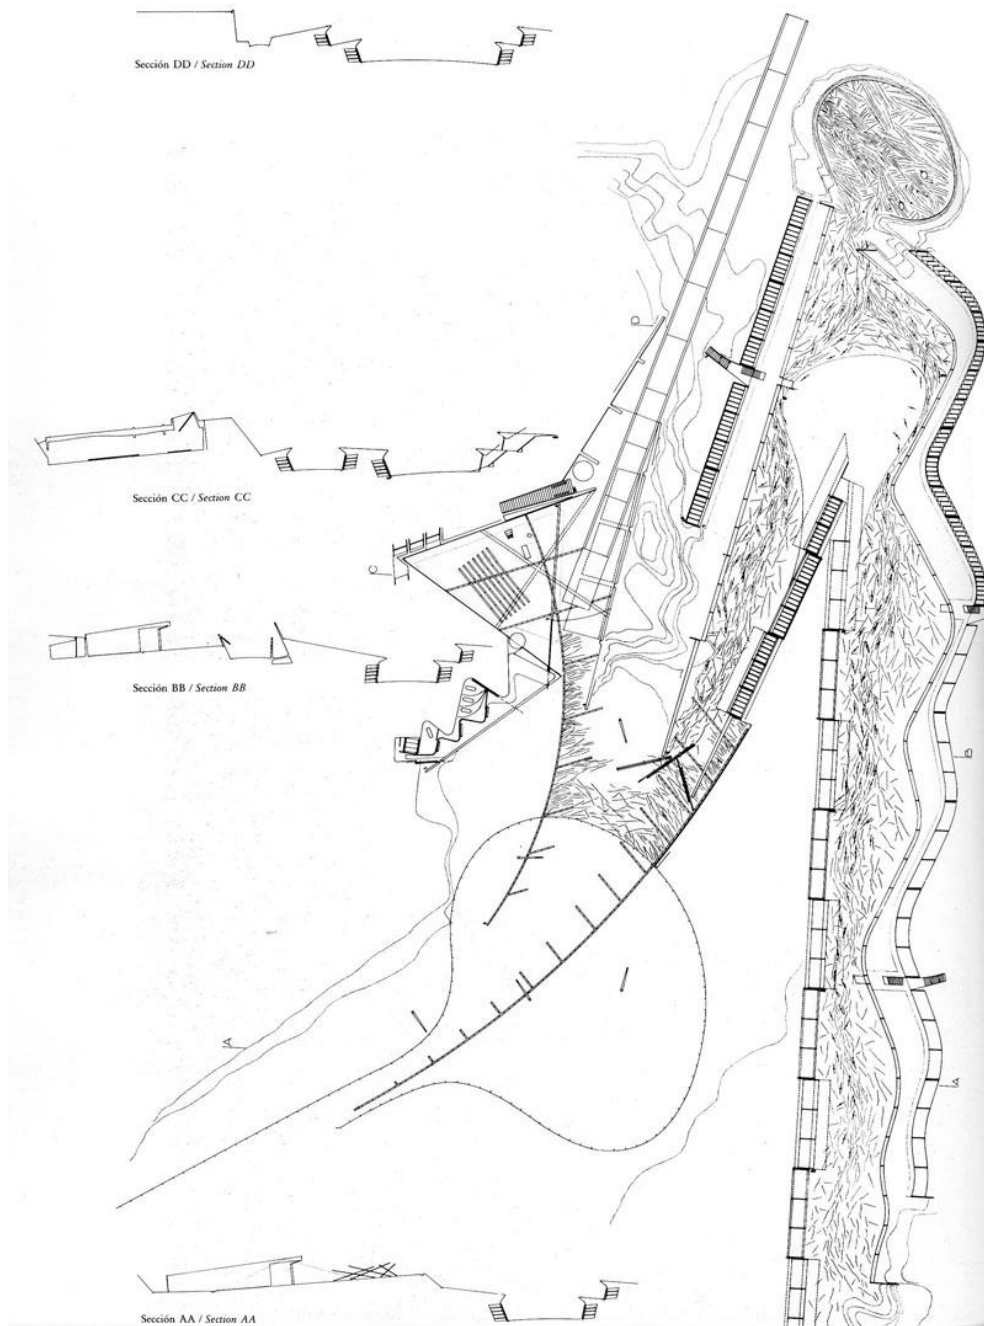 Sección DD / Section DD
D
Sección CC / Section CC
C
Sección BB / Section BB
B
A
A
Sección AA / Section AA